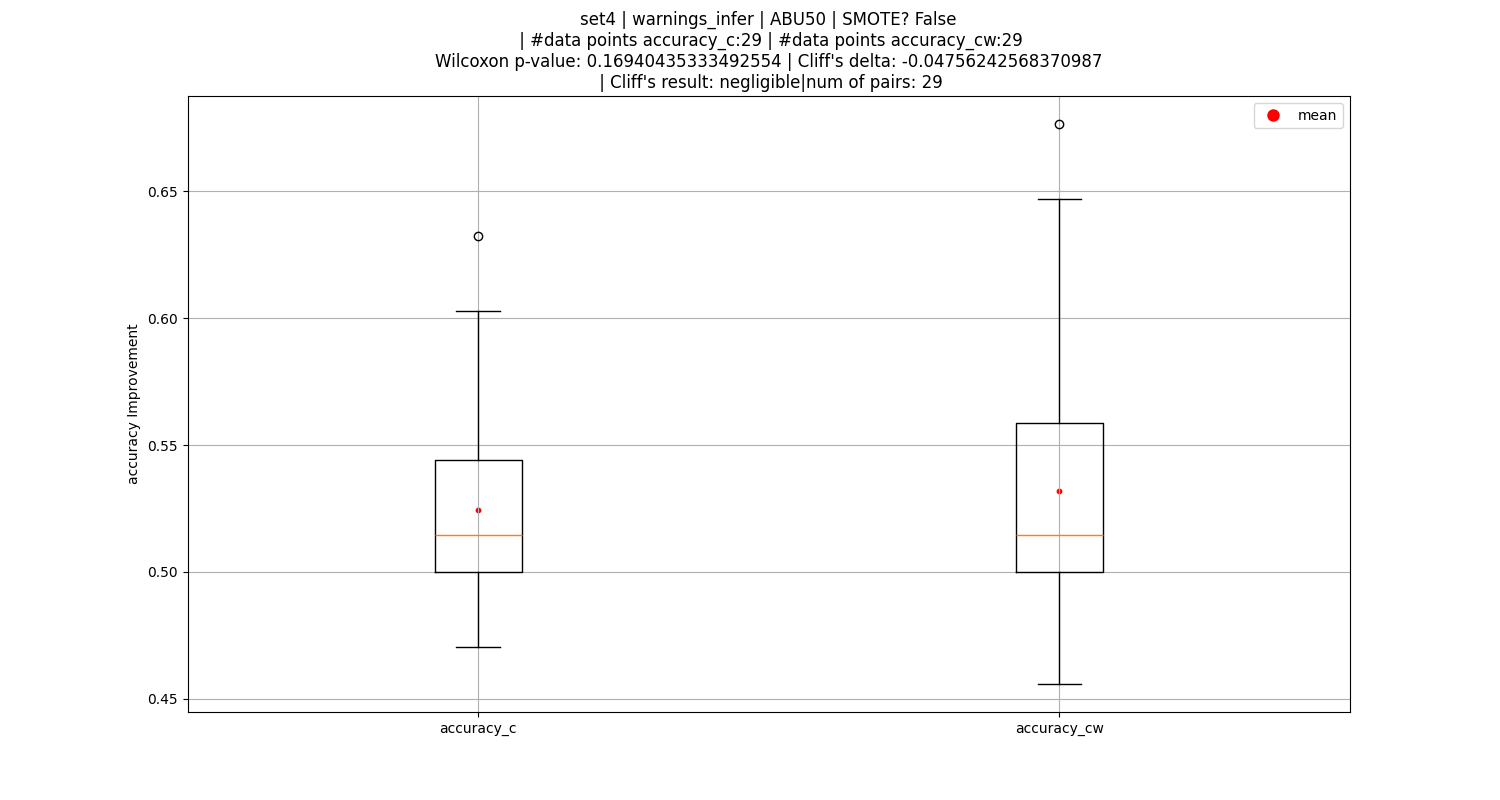 set4 | warnings_infer | ABU50 | SMOTE? False
| #data points accuracy_c:29 | #data points accuracy_cw:29
Wilcoxon p-value: 0.16940435333492554 | Cliff's delta: -0.04756242568370987
| Cliff's result: negligible|num of pairs: 29
mean
0.65
0.60
0.55
0.50
0.45
accuracy Improvement
accuracy_c
accuracy_cw